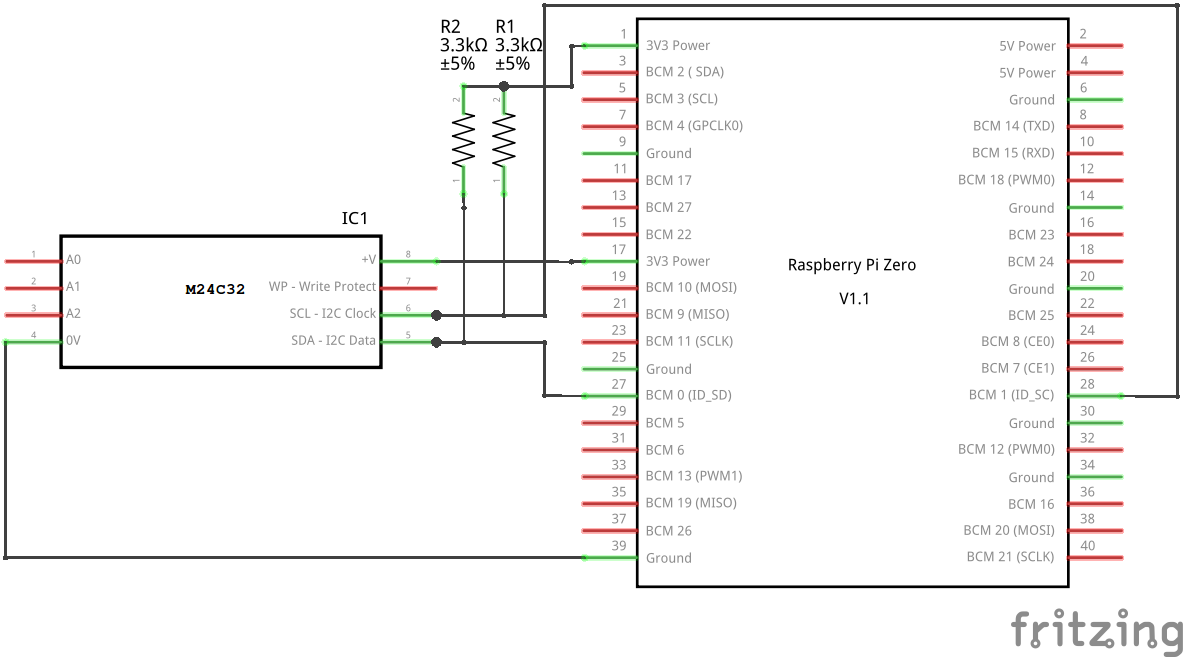 R2 R1
3.3kΩ 3.3kΩ
±5% ±5%
2 2
1 1
IC1
M24C32
1 A0 +V 8
2 A1 WP - Write Protect 7
3 A2 SCL - I2C Clock 6
4 0V SDA - I2C Data 5
Raspberry Pi Zero
V1.1
1 3V3 Power 5V Power 2
3 BCM 2 ( SDA) 5V Power 4
5 BCM 3 (SCL) Ground 6
7 BCM 4 (GPCLK0) BCM 14 (TXD) 8
9 Ground BCM 15 (RXD) 10
11 BCM 17 BCM 18 (PWM0) 12
13 BCM 27 Ground 14
15 BCM 22 BCM 23 16
17 3V3 Power BCM 24 18
19 BCM 10 (MOSI) Ground 20
21 BCM 9 (MISO) BCM 25 22
23 BCM 11 (SCLK) BCM 8 (CE0) 24
25 Ground BCM 7 (CE1) 26
27 BCM 0 (ID_SD) BCM 1 (ID_SC) 28
29 BCM 5 Ground 30
31 BCM 6 BCM 12 (PWM0) 32
33 BCM 13 (PWM1) Ground 34
35 BCM 19 (MISO) BCM 16 36
37 BCM 26 BCM 20 (MOSI) 38
39 Ground BCM 21 (SCLK) 40
fritzing